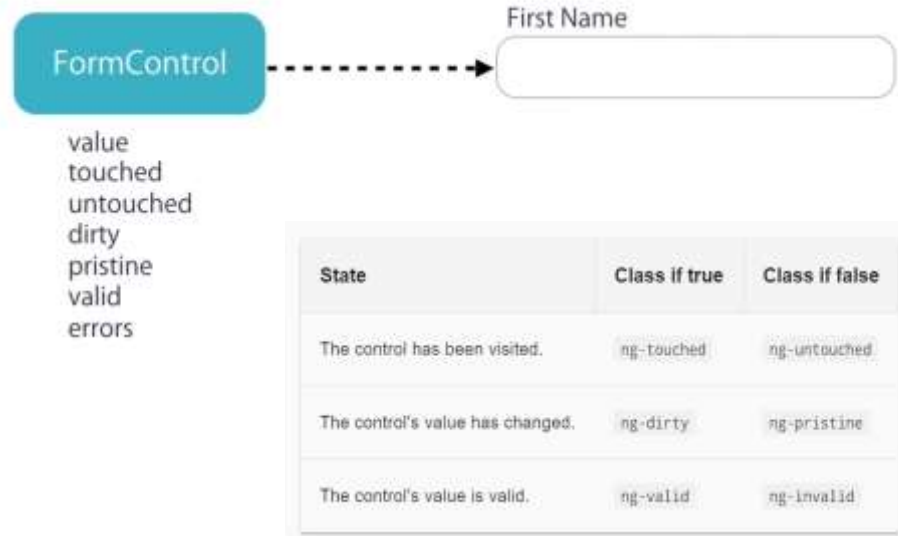 First Name
FormControl
value
touched
untouched
dirty
pristine
valid
errors
State Class if true Class if false
The control has been visited. ng-touched ng-untouched
The control's value has changed. ng-dirty ng-pristine
The control's value is valid. ng-valid ng-invalid